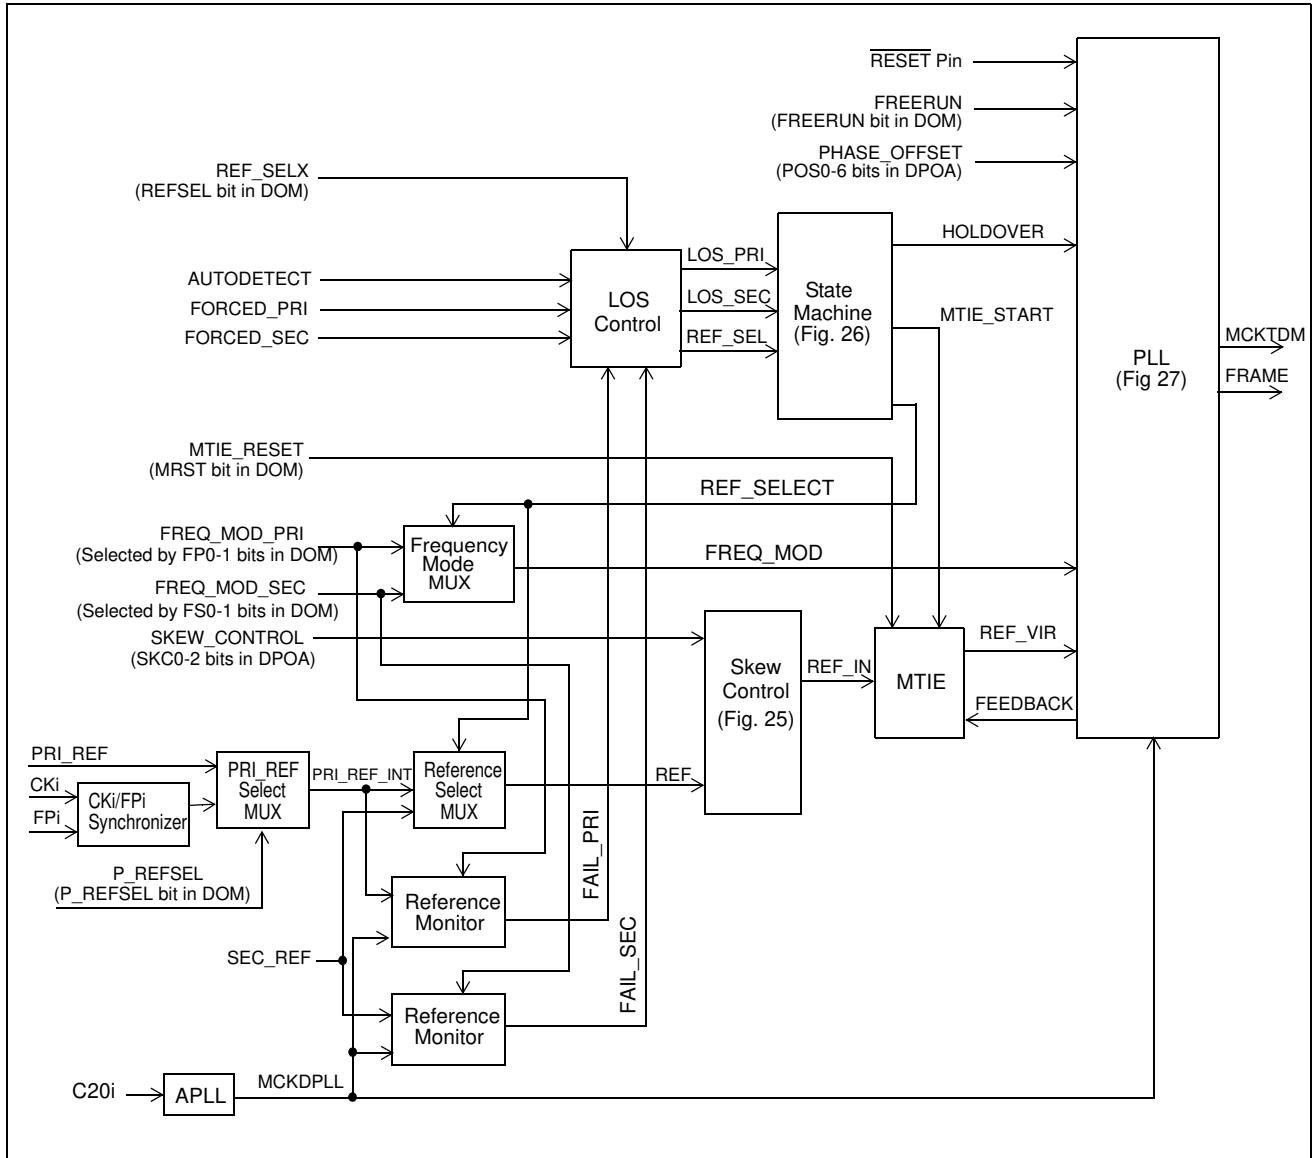 RESET Pin
FREERUN
(FREERUN bit in DOM)
PHASE_OFFSET
(POS0-6 bits in DPOA)
REF_SELX
(REFSEL bit in DOM)
AUTODETECT
FORCED_PRI
FORCED_SEC
LOS
Control
LOS_PRI
LOS_SEC
REF_SEL
State
Machine
(Fig. 26)
HOLDOVER
MTIE_START
PLL
(Fig 27)
MCKTDM
FRAME
MTIE_RESET
(MRST bit in DOM)
REF_SELECT
FREQ_MOD_PRI
(Selected by FP0-1 bits in DOM)
FREQ_MOD_SEC
(Selected by FS0-1 bits in DOM)
Frequency
Mode
MUX
FREQ_MOD
SKEW_CONTROL
(SKC0-2 bits in DPOA)
Skew
Control
(Fig. 25)
REF_IN
MTIE
REF_VIR
FEEDBACK
PRI_REF
CKi
FPi
CKi/FPi
Synchronizer
PRI_REF
Select
MUX
PRI_REF_INT
Reference
Select
MUX
REF
P_REFSEL
(P_REFSEL bit in DOM)
Reference
Monitor
FAIL_PRI
SEC_REF
Reference
Monitor
FAIL_SEC
C20i
APLL
MCKDPLL